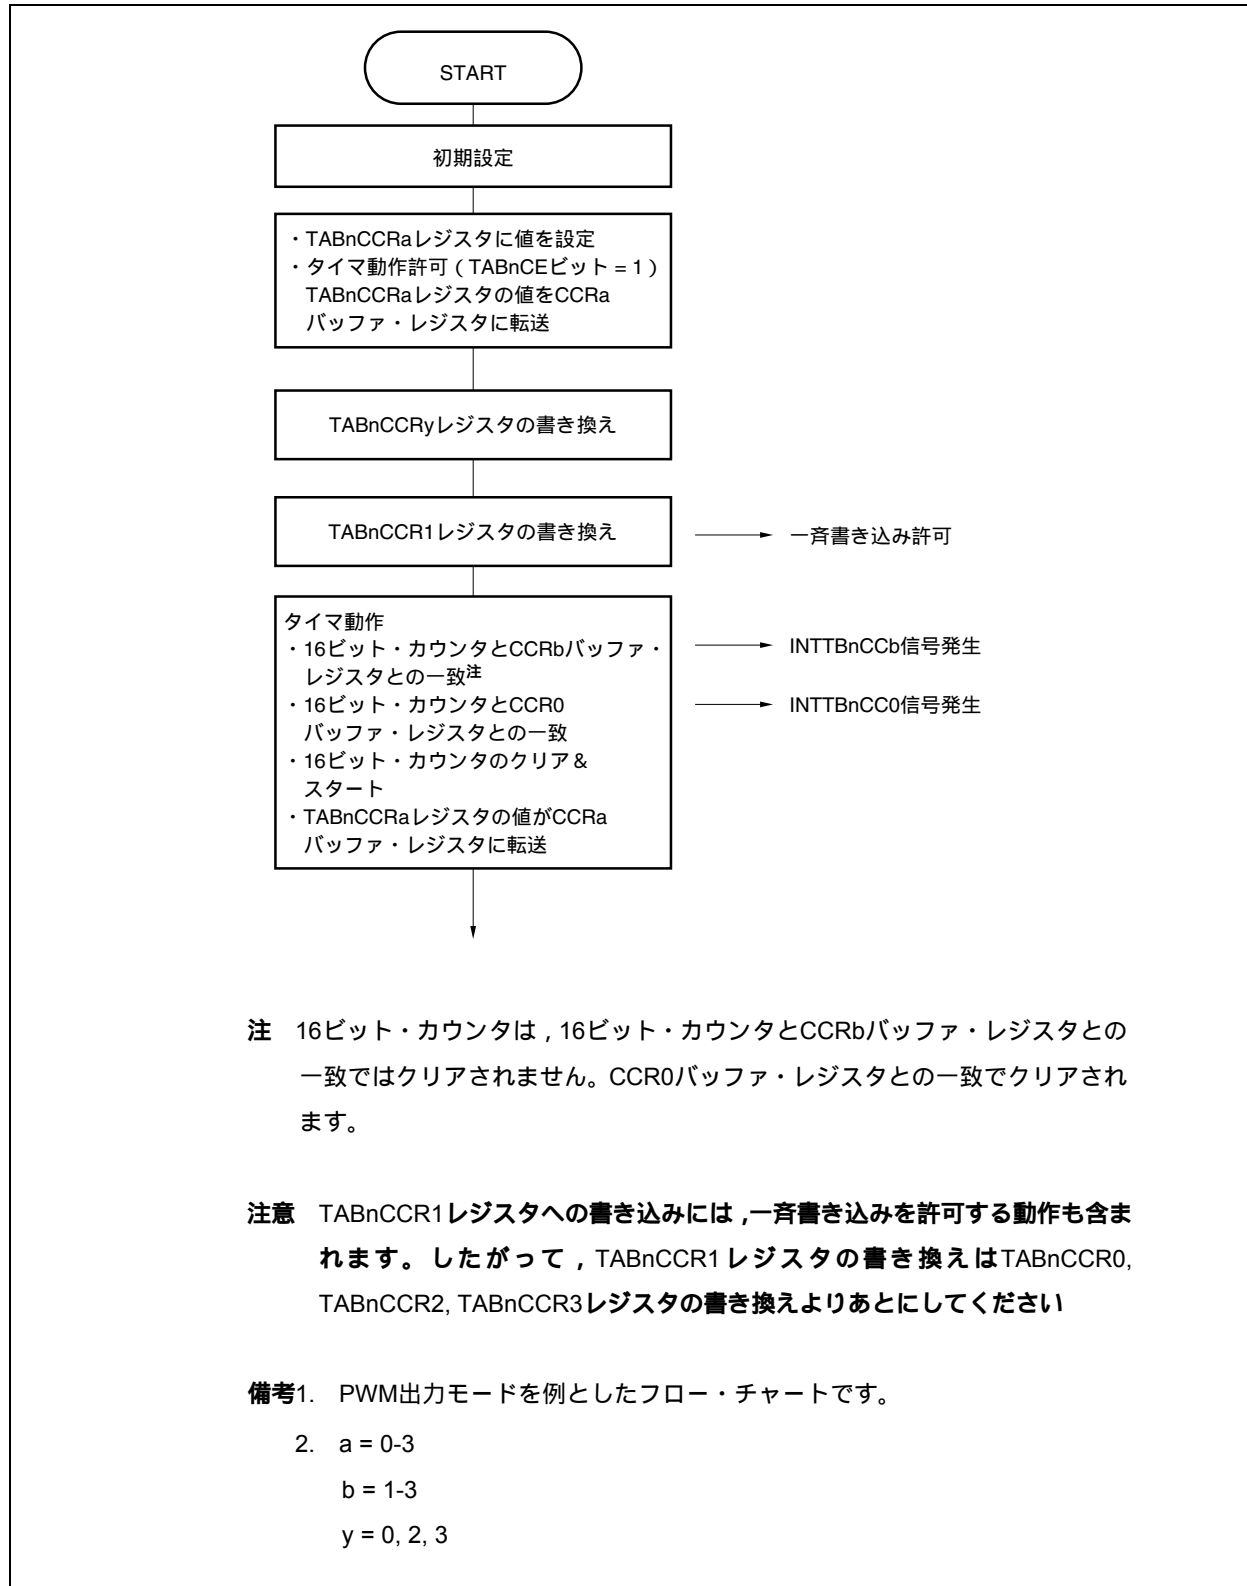 START
初期設定
・TABnCCRaレジスタに値を設定
・タイマ動作許可（TABnCEビット＝1）
TABnCCRaレジスタの値をCCRa
バッファ・レジスタに転送
TABnCCRyレジスタの書き換え
TABnCCR1レジスタの書き換え
一斉書き込み許可
タイマ動作
・16ビット・カウンタとCCRbバッファ・
レジスタとの一致注
INTTBnCCb信号発生
・16ビット・カウンタとCCR0
バッファ・レジスタとの一致
INTTBnCC0信号発生
・16ビット・カウンタのクリア＆
スタート
・TABnCCRaレジスタの値がCCRa
バッファ・レジスタに転送
注　16ビット・カウンタは，16ビット・カウンタとCCRbバッファ・レジスタとの
一致ではクリアされません。CCR0バッファ・レジスタとの一致でクリアされ
ます。
注意　TABnCCR1レジスタへの書き込みには，一斉書き込みを許可する動作も含ま
れます。したがって，TABnCCR1レジスタの書き換えはTABnCCR0,
TABnCCR2, TABnCCR3レジスタの書き換えよりあとにしてください
備考1.　PWM出力モードを例としたフロー・チャートです。
2.　a = 0-3
b = 1-3
y = 0, 2, 3